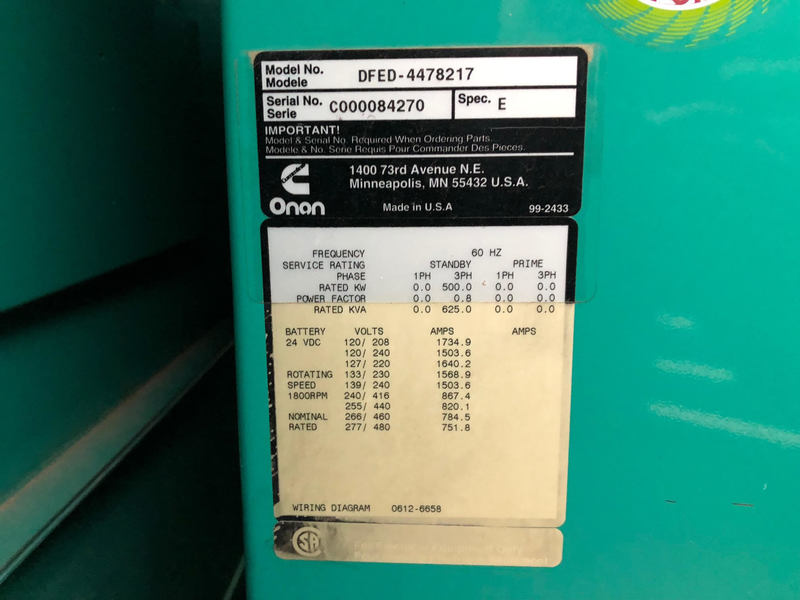 Model No. DFED-4478217
Modele
Serial No. C000084270 Spec. E
Serie
IMPORTANT!
Model & Serial No. Required When Ordering Parts.
Modele & No. Serie Requis Pour Commander Des Pieces.
1400 73rd Avenue N.E.
Minneapolis, MN 55432 U.S.A.
Onan Made in U.S.A 99-2433
FREQUENCY 60 HZ
SERVICE RATING STANDBY PRIME
PHASE 1PH 3PH 1PH 3PH
RATED KW 0.0 500.0 0.0 0.0
POWER FACTOR 0.0 0.8 0.0 0.0
RATED KVA 0.0 625.0 0.0 0.0
BATTERY VOLTS AMPS AMPS
24 VDC 120/ 208 1734.9
120/ 240 1503.6
127/ 220 1640.2
ROTATING 133/ 230 1568.9
SPEED 139/ 240 1503.6
1800RPM 240/ 416 867.4
255/ 440 820.1
NOMINAL 266/ 460 784.5
RATED 277/ 480 751.8
WIRING DIAGRAM 0612-6658
SA